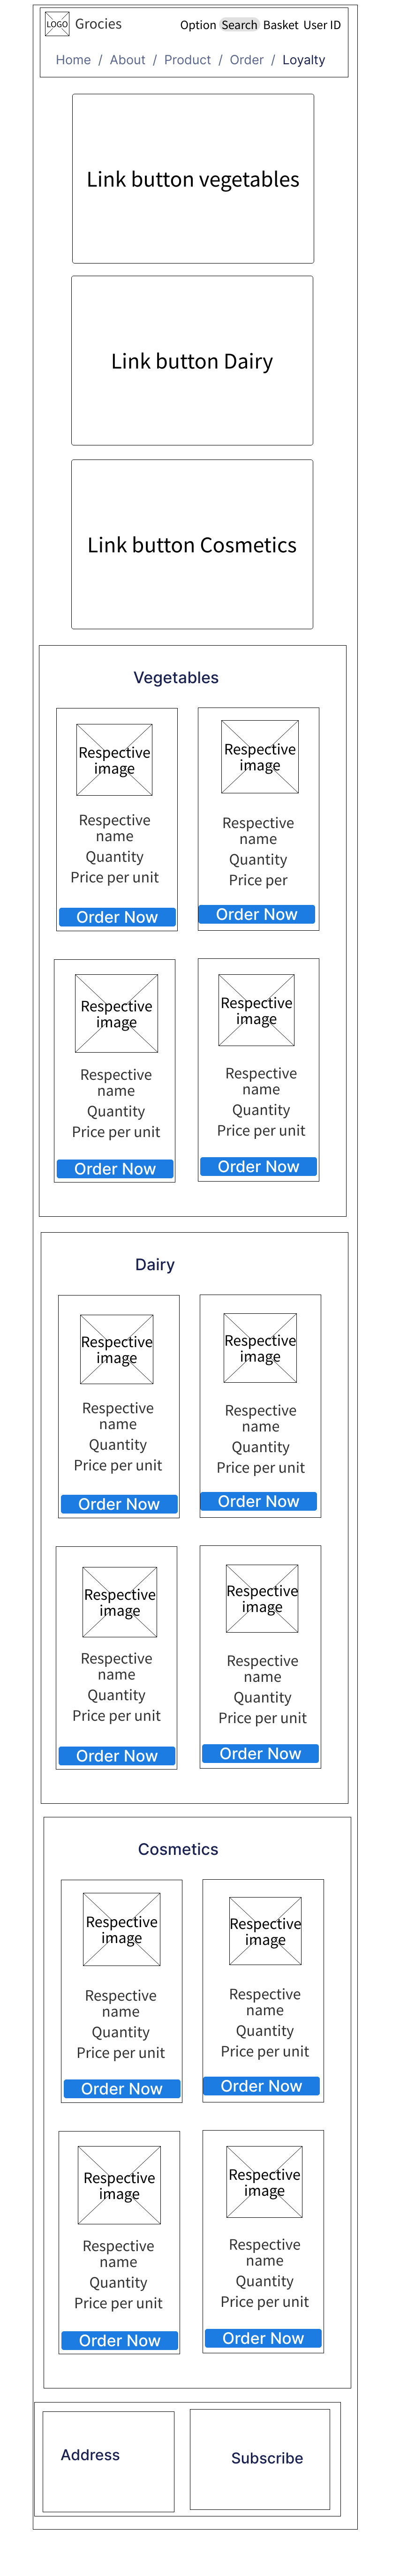 LOGO Grocies Option Search Basket User ID
Home / About / Product / Order / Loyalty
Link button vegetables
Link button Dairy
Link button Cosmetics
Vegetables
Respective
image
Respective
name
Quantity
Price per unit
Order Now
Respective
image
Respective
name
Quantity
Price per
Order Now
Respective
image
Respective
name
Quantity
Price per unit
Order Now
Respective
image
Respective
name
Quantity
Price per unit
Order Now
Dairy
Respective
image
Respective
name
Quantity
Price per unit
Order Now
Respective
image
Respective
name
Quantity
Price per unit
Order Now
Respective
image
Respective
name
Quantity
Price per unit
Order Now
Respective
image
Respective
name
Quantity
Price per unit
Order Now
Cosmetics
Respective
image
Respective
name
Quantity
Price per unit
Order Now
Respective
image
Respective
name
Quantity
Price per unit
Order Now
Respective
image
Respective
name
Quantity
Price per unit
Order Now
Respective
image
Respective
name
Quantity
Price per unit
Order Now
Address
Subscribe